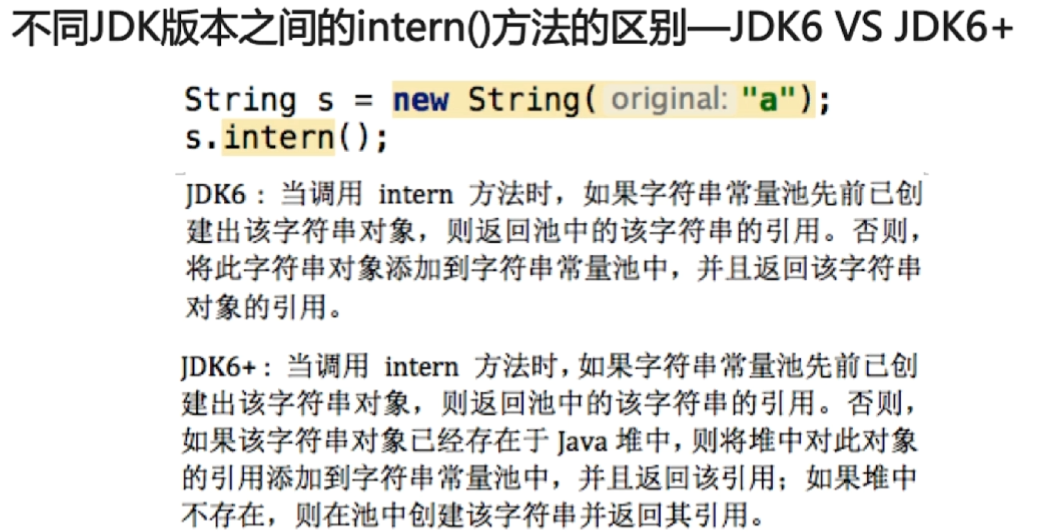 不同JDK版本之间的intern()方法的区别—JDK6 VS JDK6+
String s = new String( original: "a");
s.intern();
JDK6：当调用 intern 方法时，如果字符串常量池先前已创
建出该字符串对象，则返回池中的该字符串的引用。否则，
将此字符串对象添加到字符串常量池中，并且返回该字符串
对象的引用。
JDK6+：当调用 intern 方法时，如果字符串常量池先前已创
建出该字符串对象，则返回池中的该字符串的引用。否则，
如果该字符串对象已经存在于 Java 堆中，则将堆中对此对象
的引用添加到字符串常量池中，并且返回该引用；如果堆中
不存在，则在池中创建该字符串并返回其引用。